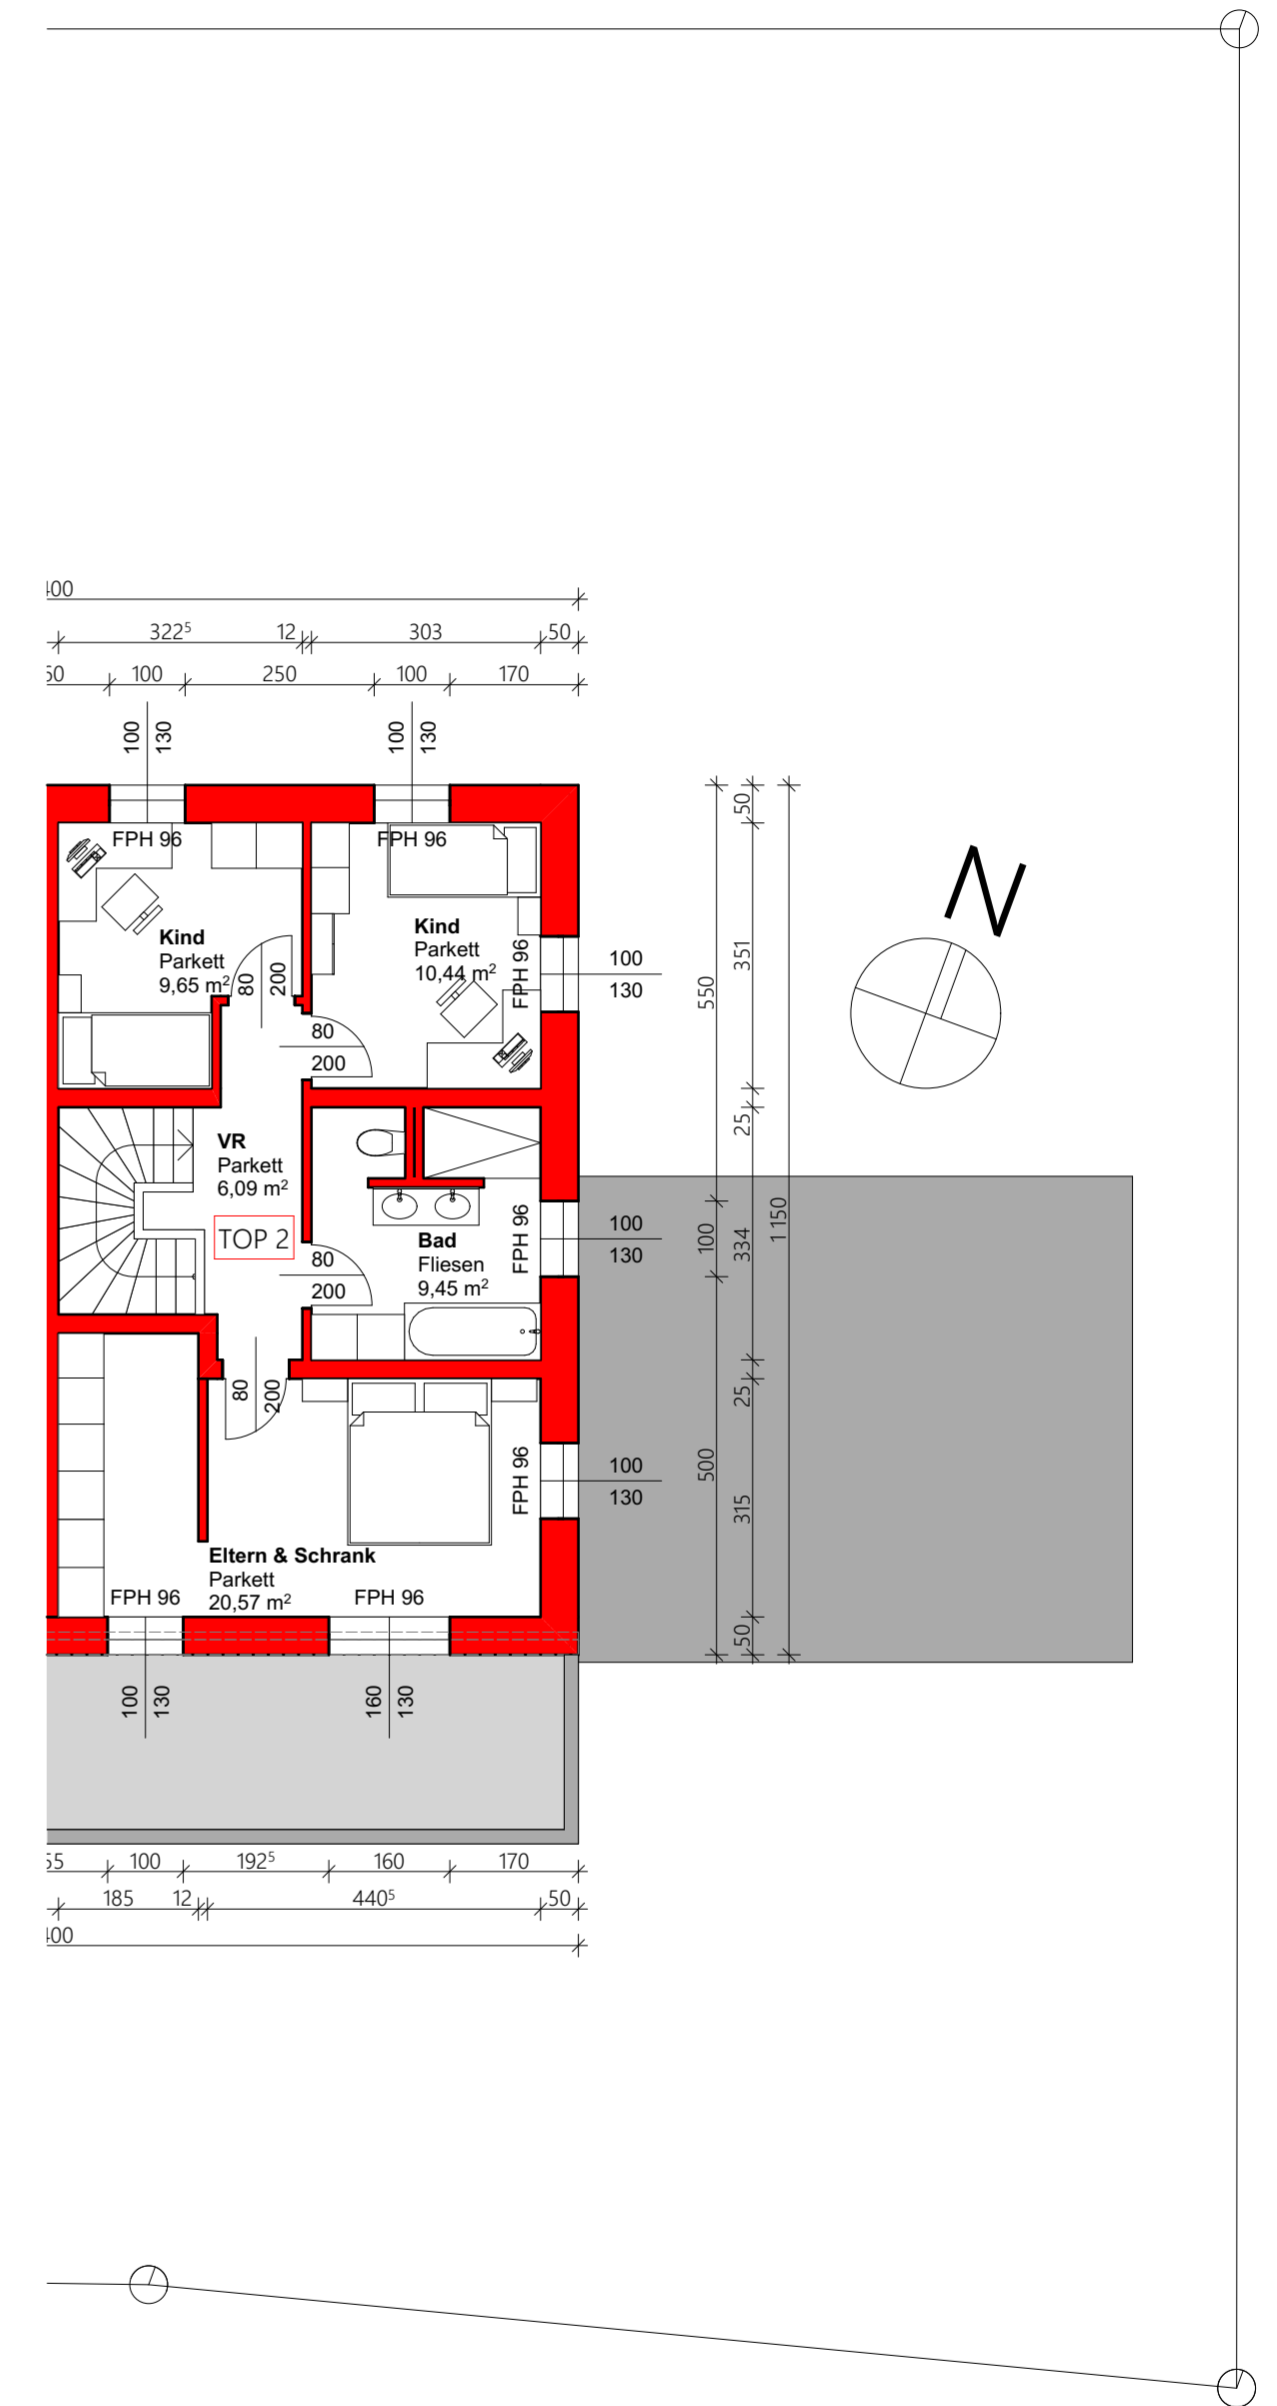 400
322⁵ 12 303 50
100 250 100 170
100 130 100 130
50
FPH 96 FPH 96
Kind
Parkett
9,65 m²
Kind
Parkett
10,44 m²
FPH 96
100
130
80 200
80
200
351
550
N
25
VR
Parkett
6,09 m²
TOP 2
80
200
Bad
Fliesen
9,45 m²
FPH 96
100
130
100
334
1150
80 200
25
FPH 96
100
130
500
315
Eltern & Schrank
Parkett
20,57 m²
FPH 96 FPH 96
50
100 130 160 130
55 100 192⁵ 160 170
185 12 440⁵ 50
400